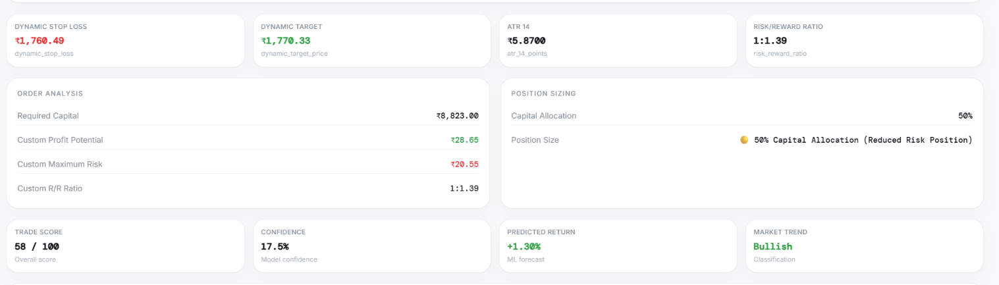 DYNAMIC STOP LOSS
₹1,760.49
dynamic_stop_loss
DYNAMIC TARGET
₹1,770.33
dynamic_target_price
ATR 14
₹5.8700
atr_14_points
RISK/REWARD RATIO
1:1.39
risk_reward_ratio
ORDER ANALYSIS
Required Capital ₹8,823.00
Custom Profit Potential ₹28.65
Custom Maximum Risk ₹20.55
Custom R/R Ratio 1:1.39
POSITION SIZING
Capital Allocation 50%
Position Size 50% Capital Allocation (Reduced Risk Position)
TRADE SCORE
58 / 100
Overall score
CONFIDENCE
17.5%
Model confidence
PREDICTED RETURN
+1.30%
ML forecast
MARKET TREND
Bullish
Classification